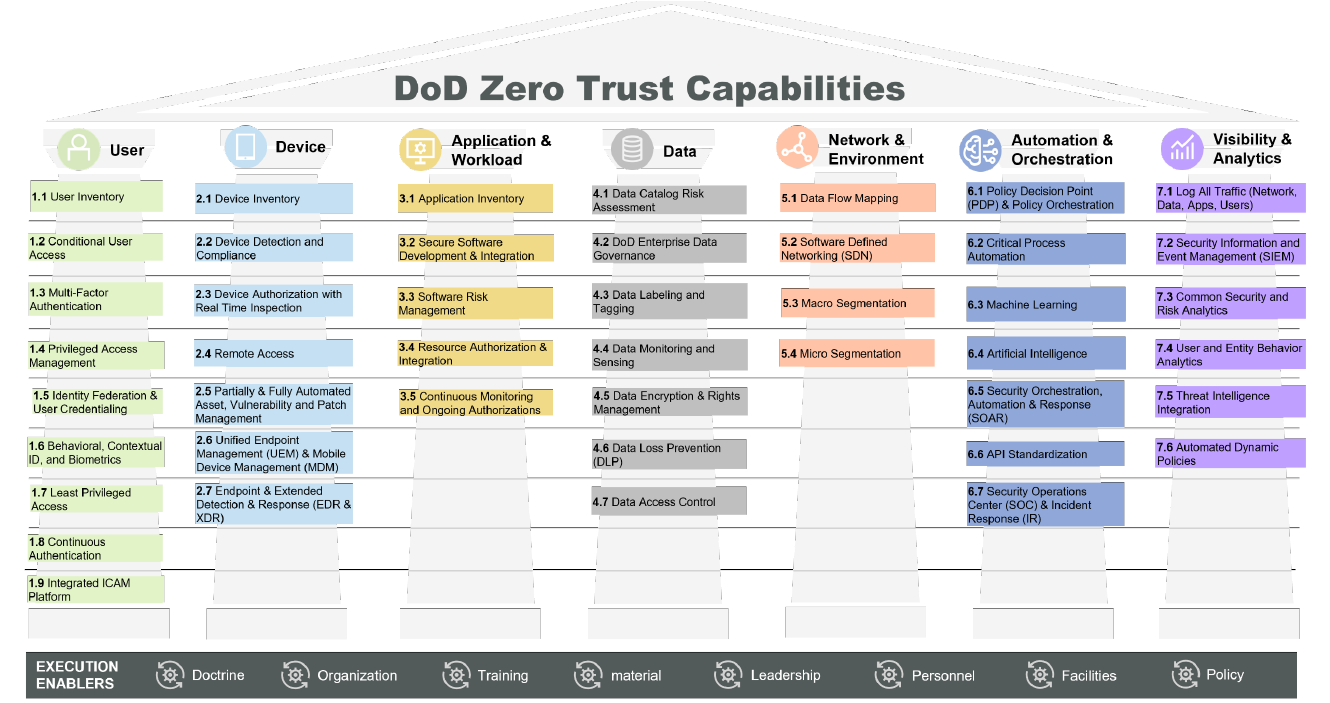 DoD Zero Trust Capabilities
User
1.1 User Inventory
1.2 Conditional User
Access
1.3 Multi-Factor
Authentication
1.4 Privileged Access
Management
1.5 Identity Federation &
User Credentialing
1.6 Behavioral, Contextual
ID, and Biometrics
1.7 Least Privileged
Access
1.8 Continuous
Authentication
1.9 Integrated ICAM
Platform
Device
2.1 Device Inventory
2.2 Device Detection and
Compliance
2.3 Device Authorization with
Real Time Inspection
2.4 Remote Access
2.5 Partially & Fully Automated
Asset, Vulnerability and Patch
Management
2.6 Unified Endpoint
Management (UEM) & Mobile
Device Management (MDM)
2.7 Endpoint & Extended
Detection & Response (EDR &
XDR)
Application &
Workload
3.1 Application Inventory
3.2 Secure Software
Development & Integration
3.3 Software Risk
Management
3.4 Resource Authorization &
Integration
3.5 Continuous Monitoring
and Ongoing Authorizations
Data
4.1 Data Catalog Risk
Assessment
4.2 DoD Enterprise Data
Governance
4.3 Data Labeling and
Tagging
4.4 Data Monitoring and
Sensing
4.5 Data Encryption & Rights
Management
4.6 Data Loss Prevention
(DLP)
4.7 Data Access Control
Network &
Environment
5.1 Data Flow Mapping
5.2 Software Defined
Networking (SDN)
5.3 Macro Segmentation
5.4 Micro Segmentation
Automation &
Orchestration
6.1 Policy Decision Point
(PDP) & Policy Orchestration
6.2 Critical Process
Automation
6.3 Machine Learning
6.4 Artificial Intelligence
6.5 Security Orchestration,
Automation & Response
(SOAR)
6.6 API Standardization
6.7 Security Operations
Center (SOC) & Incident
Response (IR)
Visibility &
Analytics
7.1 Log All Traffic (Network,
Data, Apps, Users)
7.2 Security Information and
Event Management (SIEM)
7.3 Common Security and
Risk Analytics
7.4 User and Entity Behavior
Analytics
7.5 Threat Intelligence
Integration
7.6 Automated Dynamic
Policies
EXECUTION
ENABLERS
Doctrine
Organization
Training
material
Leadership
Personnel
Facilities
Policy